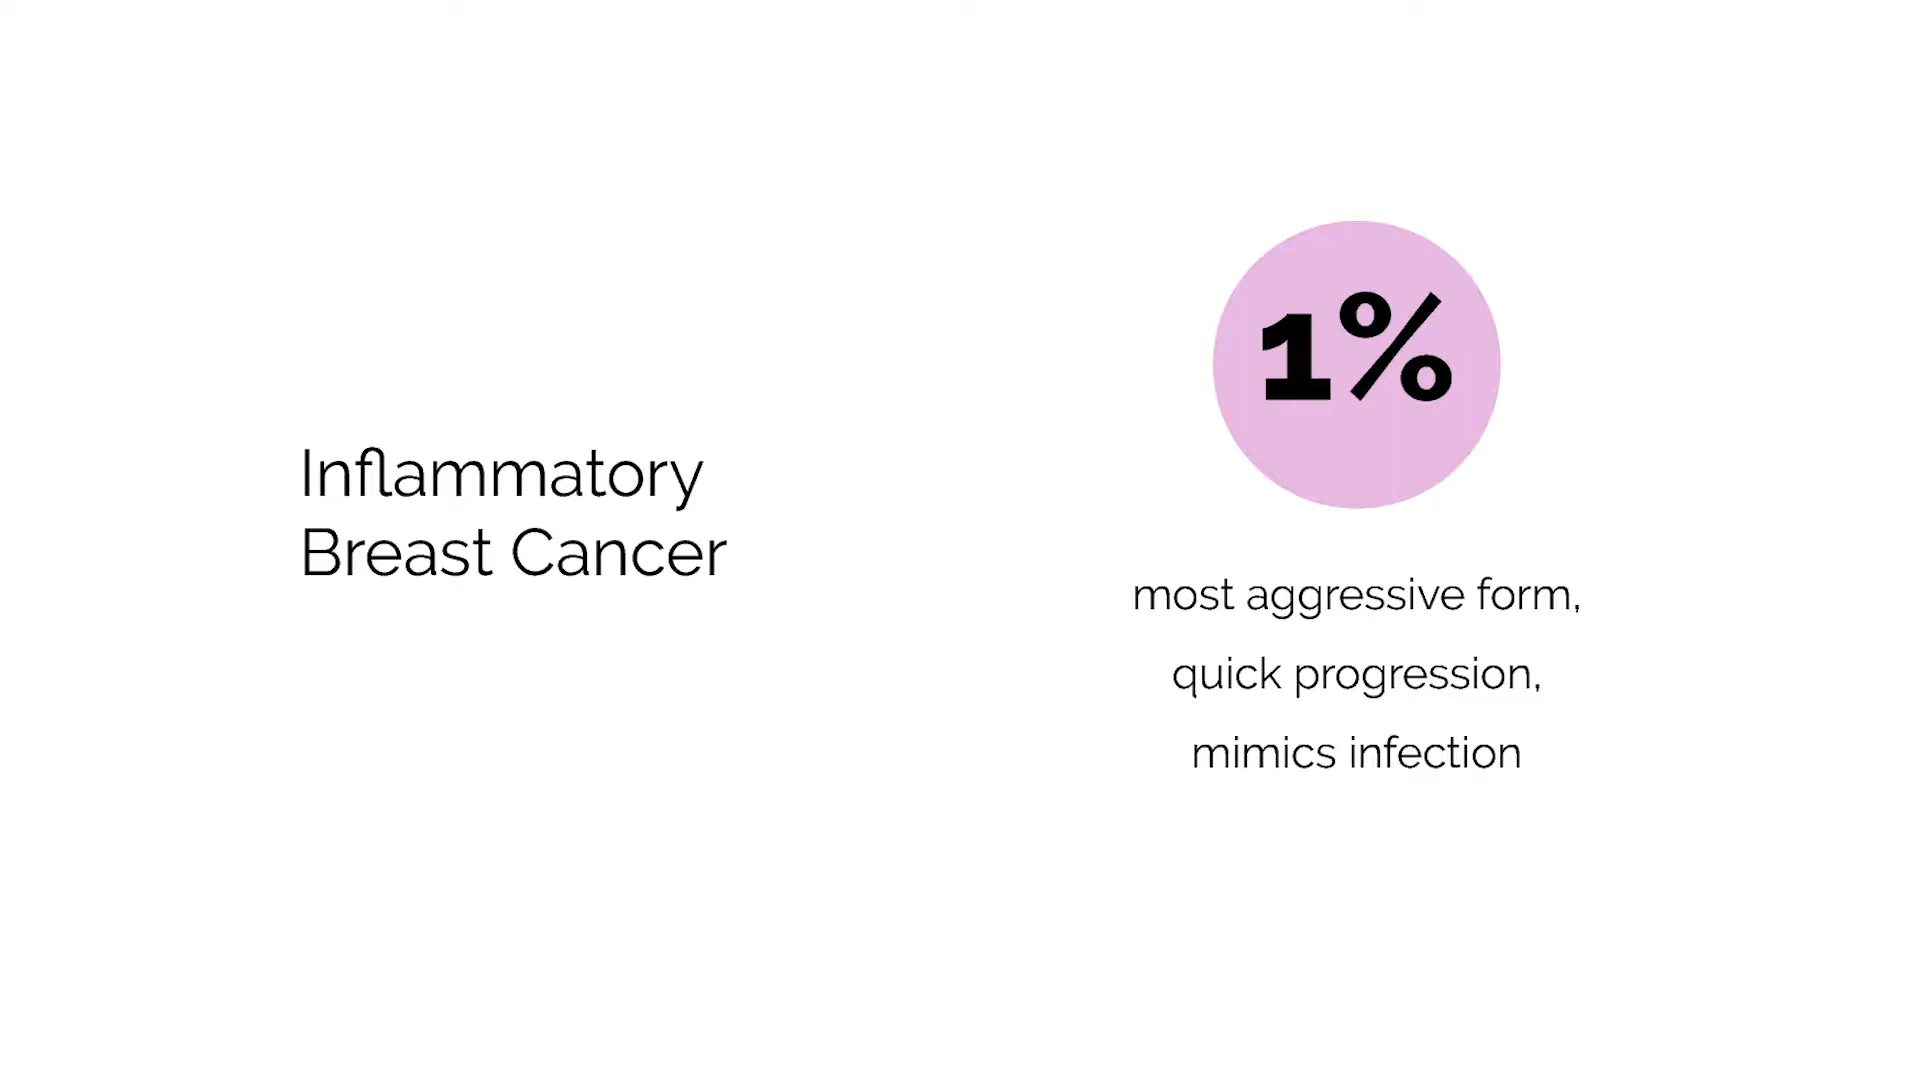 Inflammatory
Breast Cancer
1%
most aggressive form,
quick progression,
mimics infection